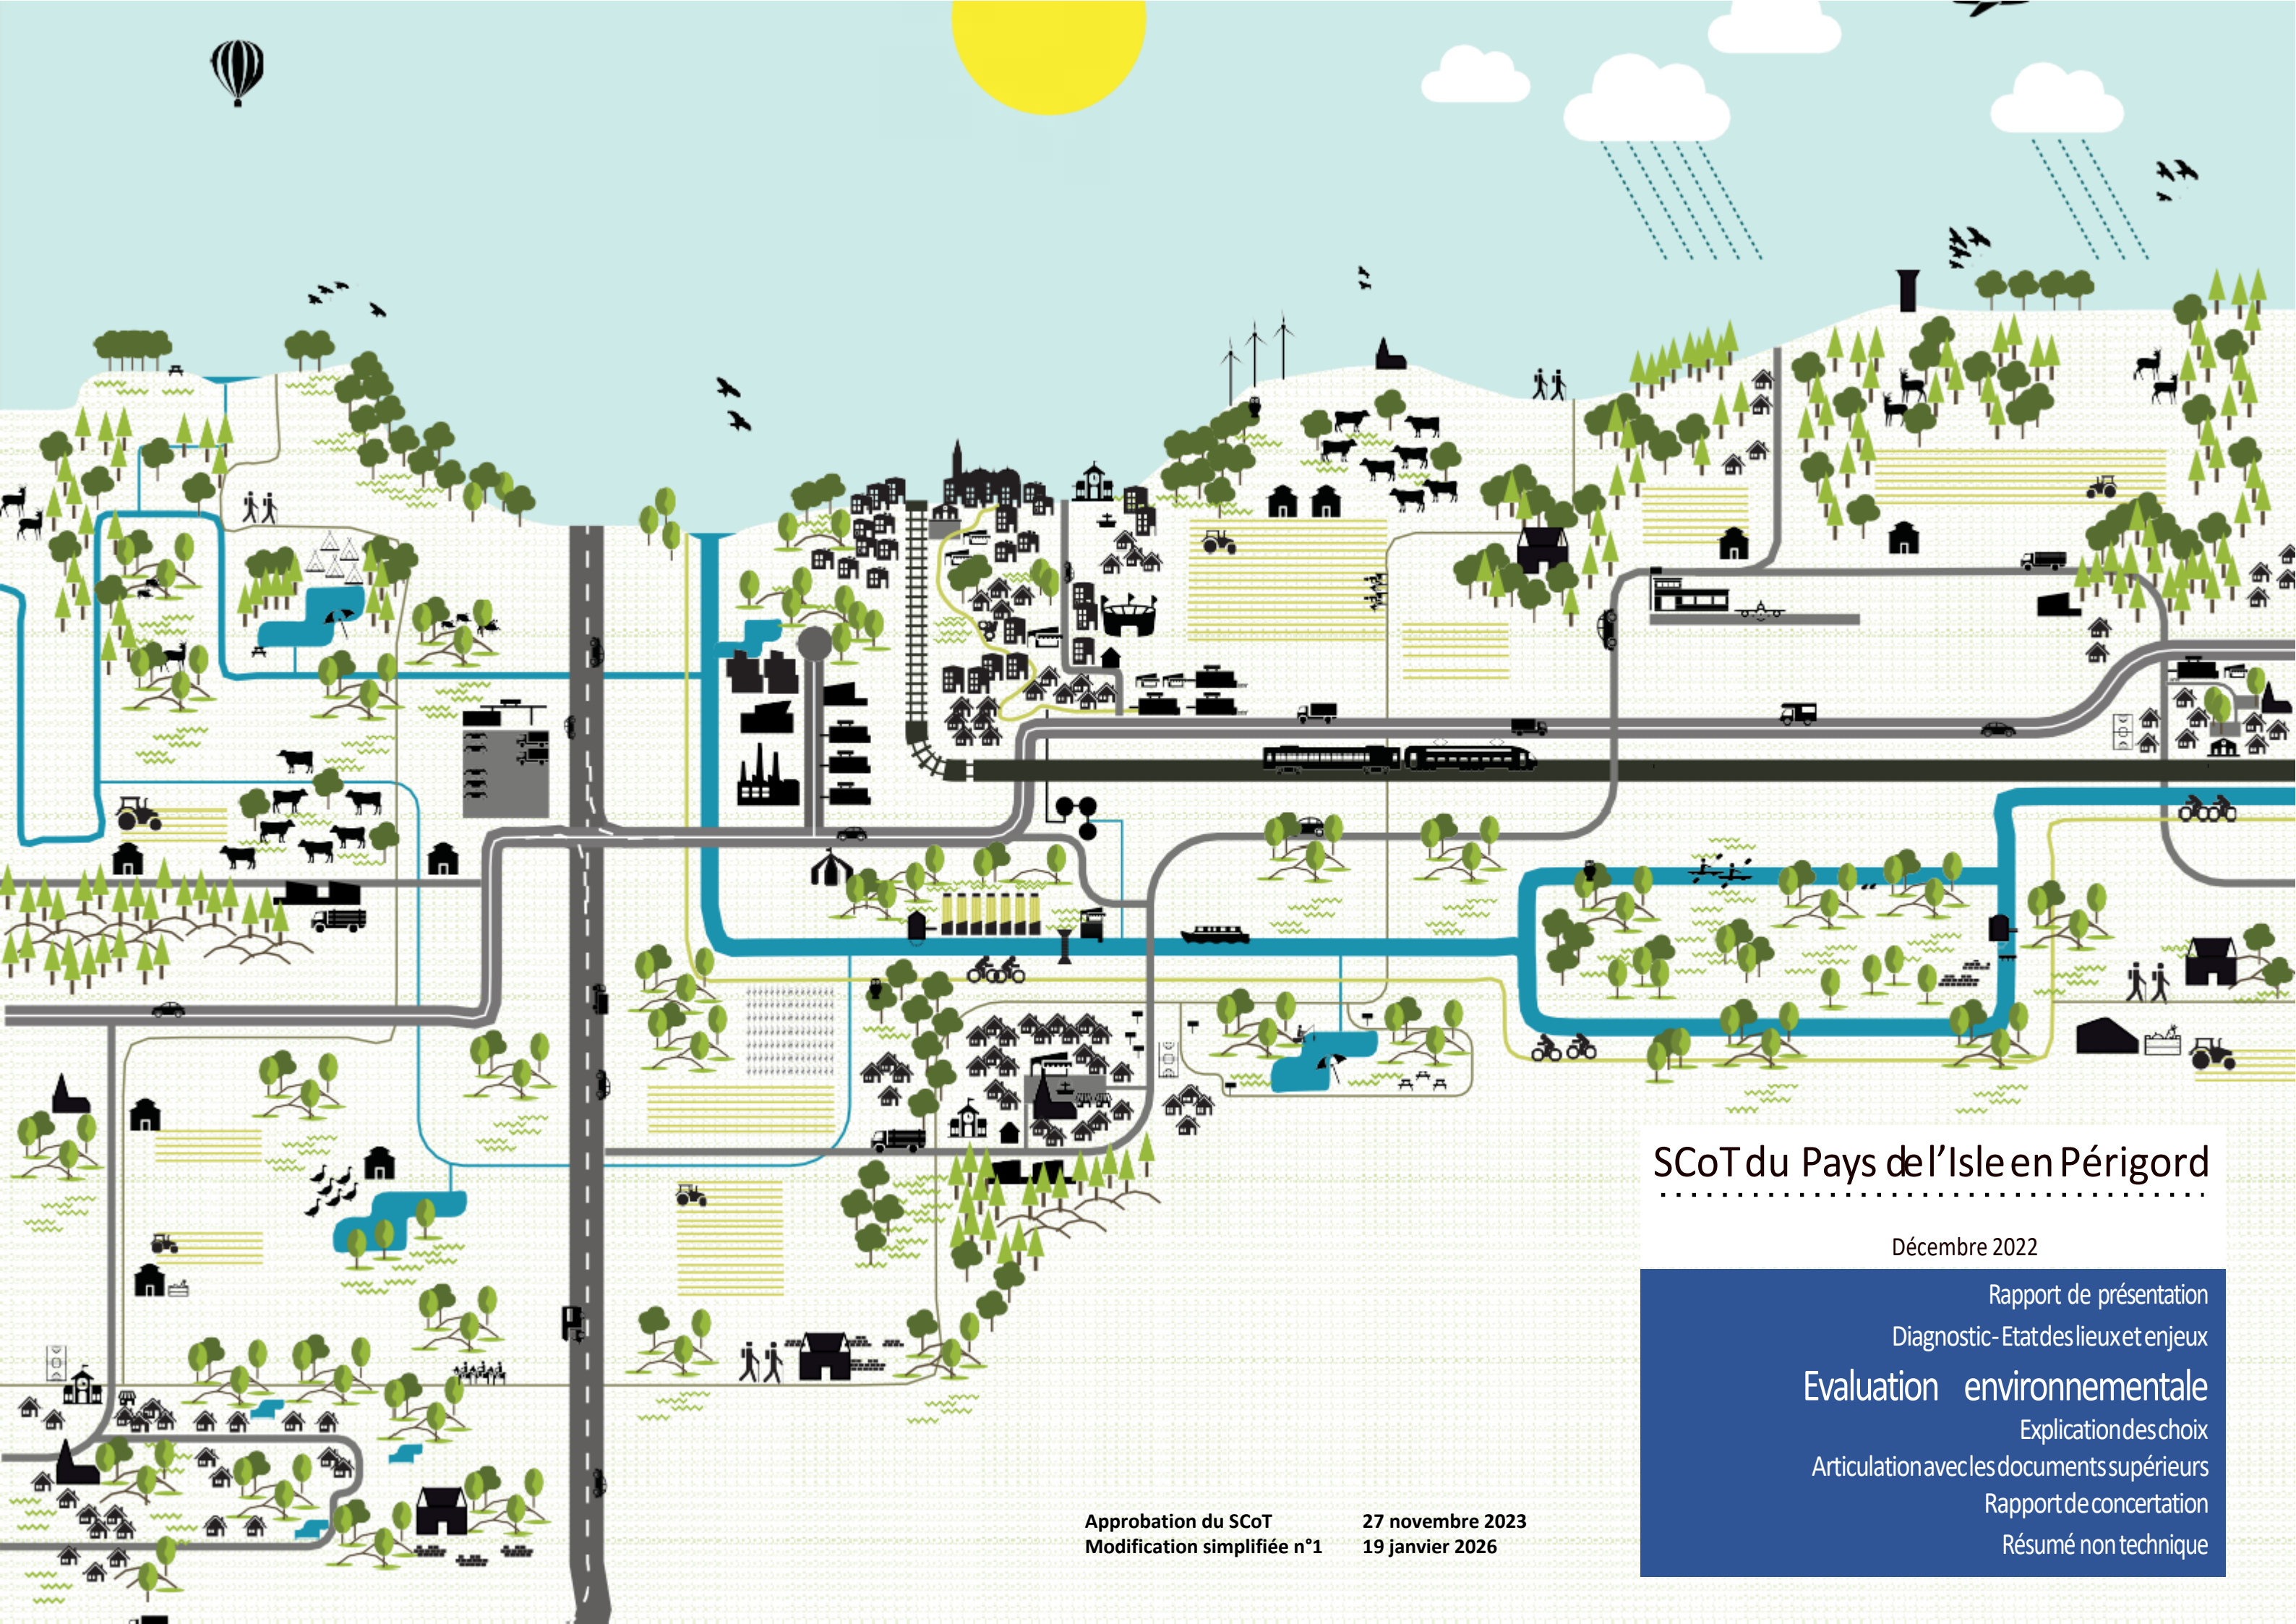 SCoT du Pays de l'Isle en Périgord
Décembre 2022
Rapport de présentation
Diagnostic - Etat des lieux et enjeux
Evaluation environnementale
Explication des choix
Articulation avec les documents supérieurs
Rapport de concertation
Résumé non technique
Approbation du SCoT 27 novembre 2023
Modification simplifiée n°1 19 janvier 2026